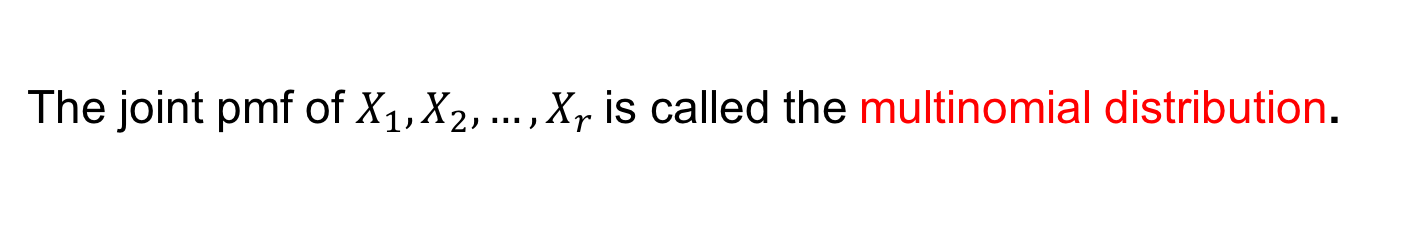 The joint pmf of X₁, X₂, … , Xᵣ is called the multinomial distribution.